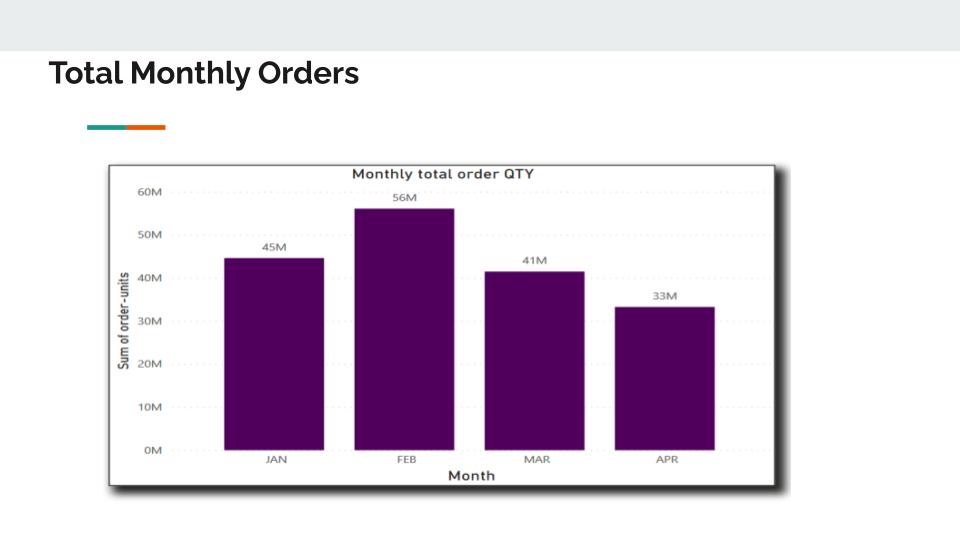 Total Monthly Orders
Monthly total order QTY
60M
50M
40M
30M
20M
10M
0M
Sum of order-units
45M
56M
41M
33M
JAN
FEB
MAR
APR
Month